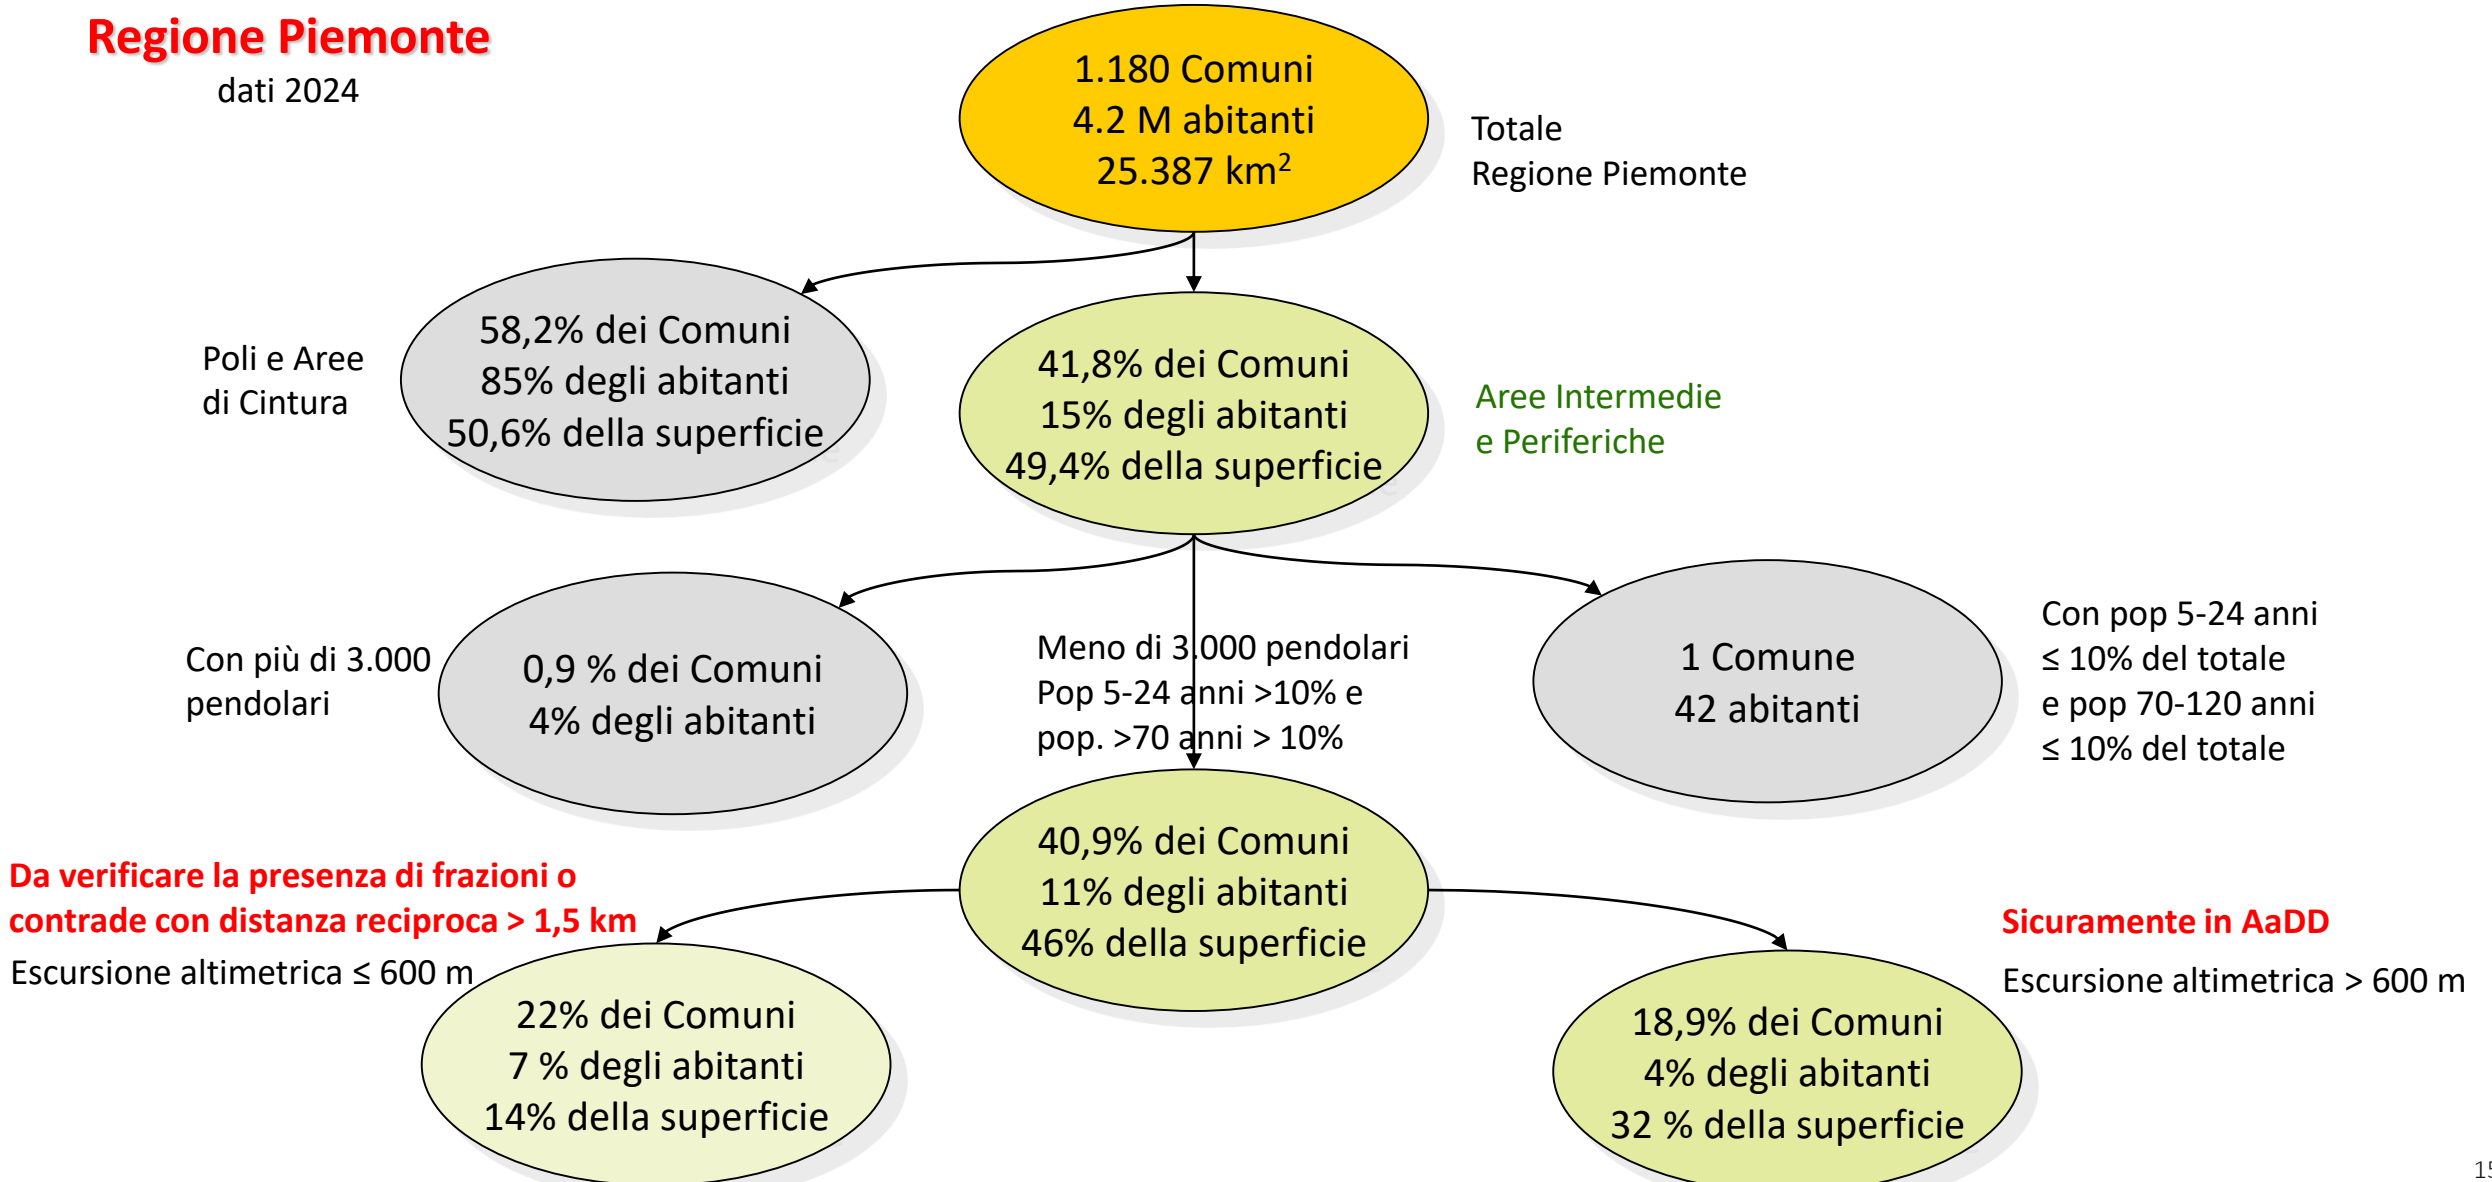 Regione Piemonte
dati 2024
1.180 Comuni
4.2 M abitanti
25.387 km²
Totale
Regione Piemonte
Poli e Aree
di Cintura
58,2% dei Comuni
85% degli abitanti
50,6% della superficie
41,8% dei Comuni
15% degli abitanti
49,4% della superficie
Aree Intermedie
e Periferiche
Con più di 3.000
pendolari
0,9 % dei Comuni
4% degli abitanti
Meno di 3.000 pendolari
Pop 5-24 anni >10% e
pop. >70 anni > 10%
1 Comune
42 abitanti
Con pop 5-24 anni
≤ 10% del totale
e pop 70-120 anni
≤ 10% del totale
40,9% dei Comuni
11% degli abitanti
46% della superficie
Da verificare la presenza di frazioni o
contrade con distanza reciproca > 1,5 km
Escursione altimetrica ≤ 600 m
22% dei Comuni
7 % degli abitanti
14% della superficie
Sicuramente in AaDD
Escursione altimetrica > 600 m
18,9% dei Comuni
4% degli abitanti
32 % della superficie
15